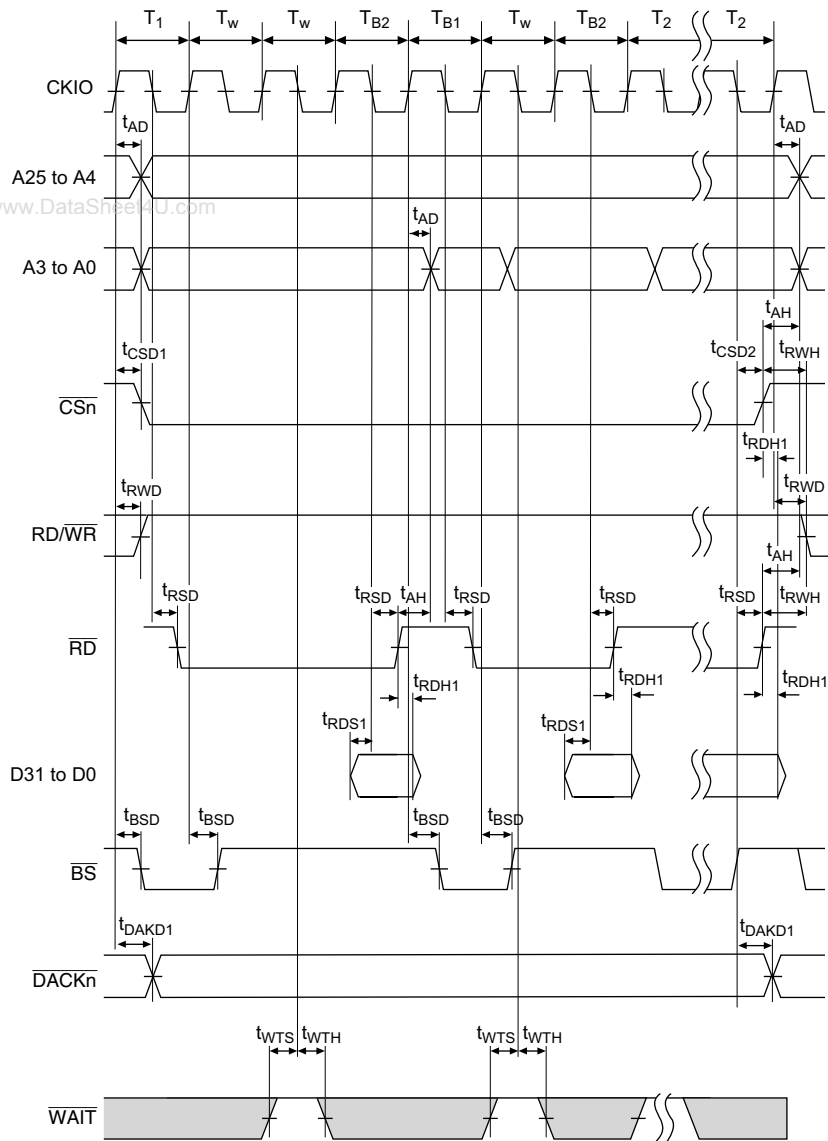 T1 Tw Tw TB2 TB1 Tw TB2 T2 T2
CKIO
tAD tAD
A25 to A4
www.DataSheet4U.com
tAD
A3 to A0
tAH
tCSD1 tCSD2 tRWH
CSn
tRDH1
tRWD tRWD
RD/WR
tAH
tRSD tRSD tAH tRSD tRSD tRSD tRWH
RD
tRDH1 tRDH1 tRDH1
tRDS1 tRDS1
D31 to D0
tBSD tBSD tBSD tBSD
BS
tDAKD1 tDAKD1
DACKn
tWTS tWTH tWTS tWTH
WAIT